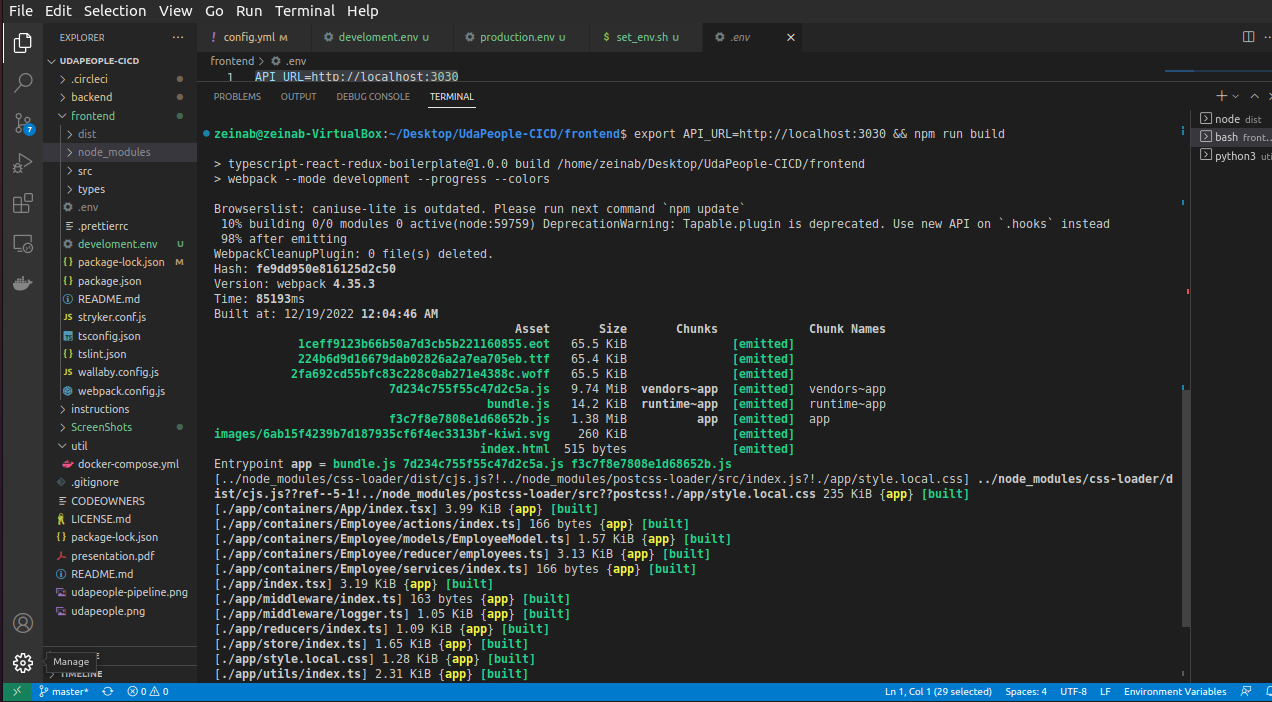 File Edit Selection View Go Run Terminal Help
EXPLORER
UDAPEOPLE-CICD
.circleci
backend
frontend
dist
node_modules
src
types
.env
.prettierrc
develoment.env U
package-lock.json M
package.json
README.md
stryker.conf.js
tsconfig.json
tslint.json
wallaby.config.js
webpack.config.js
instructions
ScreenShots
util
docker-compose.yml
.gitignore
CODEOWNERS
LICENSE.md
package-lock.json
presentation.pdf
README.md
udapeople-pipeline.png
udapeople.png
Manage
TIMELINE
7
config.yml M
develoment.env U
production.env U
set_env.sh U
.env
frontend > .env
1 API_URL=http://localhost:3030
PROBLEMS OUTPUT DEBUG CONSOLE TERMINAL
zeinab@zeinab-VirtualBox:~/Desktop/UdaPeople-CICD/frontend$ export API_URL=http://localhost:3030 && npm run build
> typescript-react-redux-boilerplate@1.0.0 build /home/zeinab/Desktop/UdaPeople-CICD/frontend
> webpack --mode development --progress --colors
Browserslist: caniuse-lite is outdated. Please run next command `npm update`
10% building 0/0 modules 0 active(node:59759) DeprecationWarning: Tapable.plugin is deprecated. Use new API on `.hooks` instead
98% after emitting
WebpackCleanupPlugin: 0 file(s) deleted.
Hash: fe9dd950e816125d2c50
Version: webpack 4.35.3
Time: 85193ms
Built at: 12/19/2022 12:04:46 AM
Asset Size Chunks Chunk Names
1ceff9123b66b50a7d3cb5b221160855.eot 65.5 KiB [emitted]
224b6d9d16679dab02826a2a7ea705eb.ttf 65.4 KiB [emitted]
2fa692cd55bfc83c228c0ab271e4388c.woff 65.5 KiB [emitted]
7d234c755f55c47d2c5a.js 9.74 MiB vendors~app [emitted] vendors~app
bundle.js 14.2 KiB runtime~app [emitted] runtime~app
f3c7f8e7808e1d68652b.js 1.38 MiB app [emitted] app
images/6ab15f4239b7d187935cf6f4ec3313bf-kiwi.svg 260 KiB [emitted]
index.html 515 bytes [emitted]
Entrypoint app = bundle.js 7d234c755f55c47d2c5a.js f3c7f8e7808e1d68652b.js
[../node_modules/css-loader/dist/cjs.js?!../node_modules/postcss-loader/src/index.js?!./app/style.local.css] ../node_modules/css-loader/d
ist/cjs.js??ref--5-1!../node_modules/postcss-loader/src??postcss!./app/style.local.css 235 KiB {app} [built]
[./app/containers/App/index.tsx] 3.99 KiB {app} [built]
[./app/containers/Employee/actions/index.ts] 166 bytes {app} [built]
[./app/containers/Employee/models/EmployeeModel.ts] 1.57 KiB {app} [built]
[./app/containers/Employee/reducer/employees.ts] 3.13 KiB {app} [built]
[./app/containers/Employee/services/index.ts] 166 bytes {app} [built]
[./app/index.tsx] 3.19 KiB {app} [built]
[./app/middleware/index.ts] 163 bytes {app} [built]
[./app/middleware/logger.ts] 1.05 KiB {app} [built]
[./app/reducers/index.ts] 1.09 KiB {app} [built]
[./app/store/index.ts] 1.65 KiB {app} [built]
[./app/style.local.css] 1.28 KiB {app} [built]
[./app/utils/index.ts] 2.31 KiB {app} [built]
node dist
bash front...
python3 uti
master* 0 0
Ln 1, Col 1 (29 selected) Spaces: 4 UTF-8 LF Environment Variables